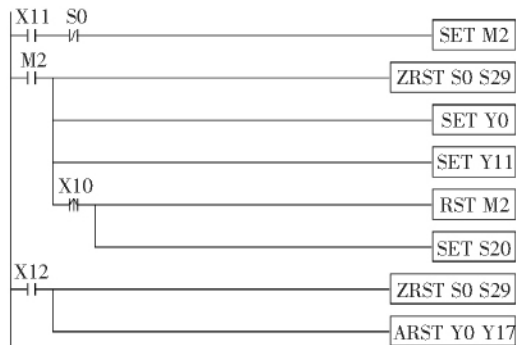 X11 S0
SET M2
M2
ZRST S0 S29
SET Y0
SET Y11
X10
RST M2
SET S20
X12
ZRST S0 S29
ARST Y0 Y17